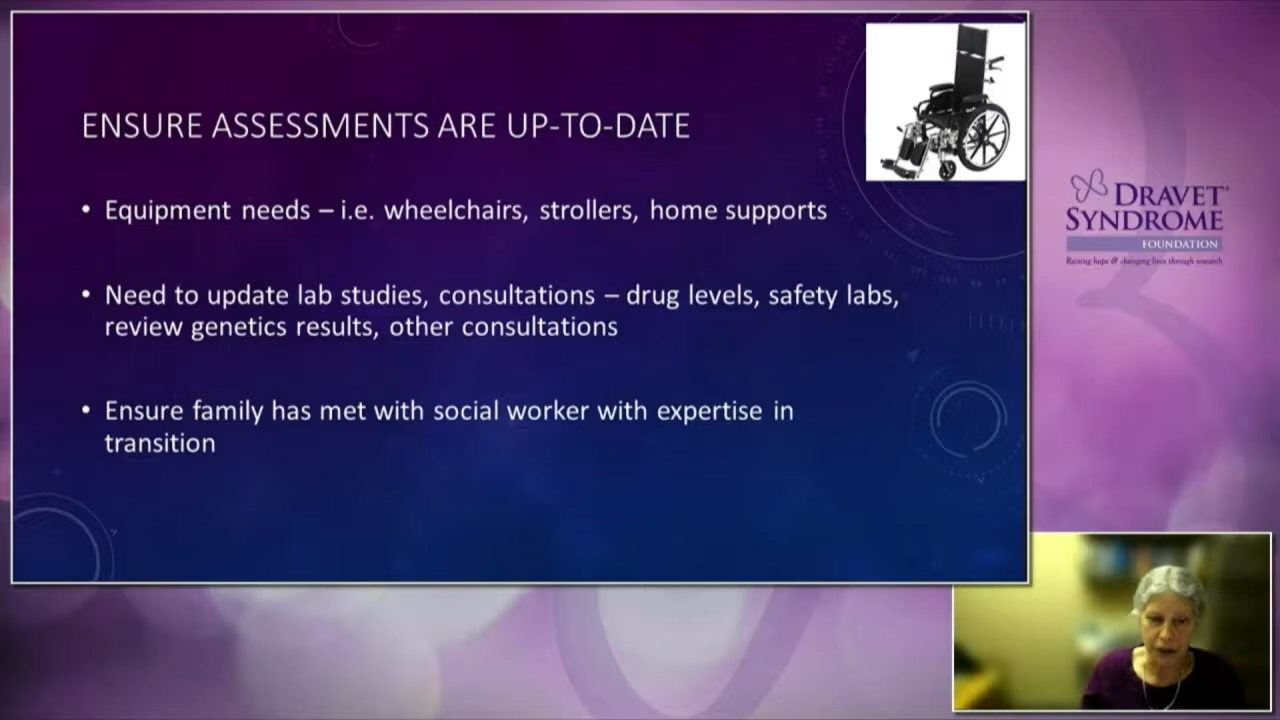 ENSURE ASSESSMENTS ARE UP-TO-DATE
• Equipment needs – i.e. wheelchairs, strollers, home supports
• Need to update lab studies, consultations – drug levels, safety labs,
review genetics results, other consultations
• Ensure family has met with social worker with expertise in
transition
DRAVET
SYNDROME
FOUNDATION
Raising hope & changing lives through research